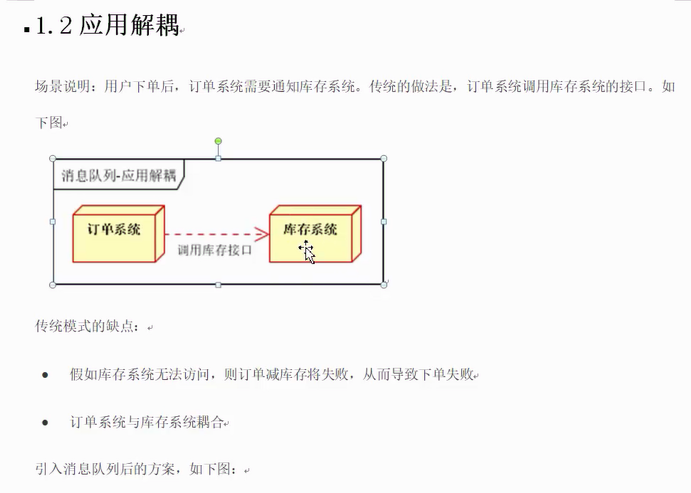 1.2 应用解耦
场景说明：用户下单后，订单系统需要通知库存系统。传统的做法是，订单系统调用库存系统的接口。如
下图
消息队列-应用解耦
订单系统
库存系统
调用库存接口
传统模式的缺点：
假如库存系统无法访问，则订单减库存将失败，从而导致下单失败
订单系统与库存系统耦合
引入消息队列后的方案，如下图：